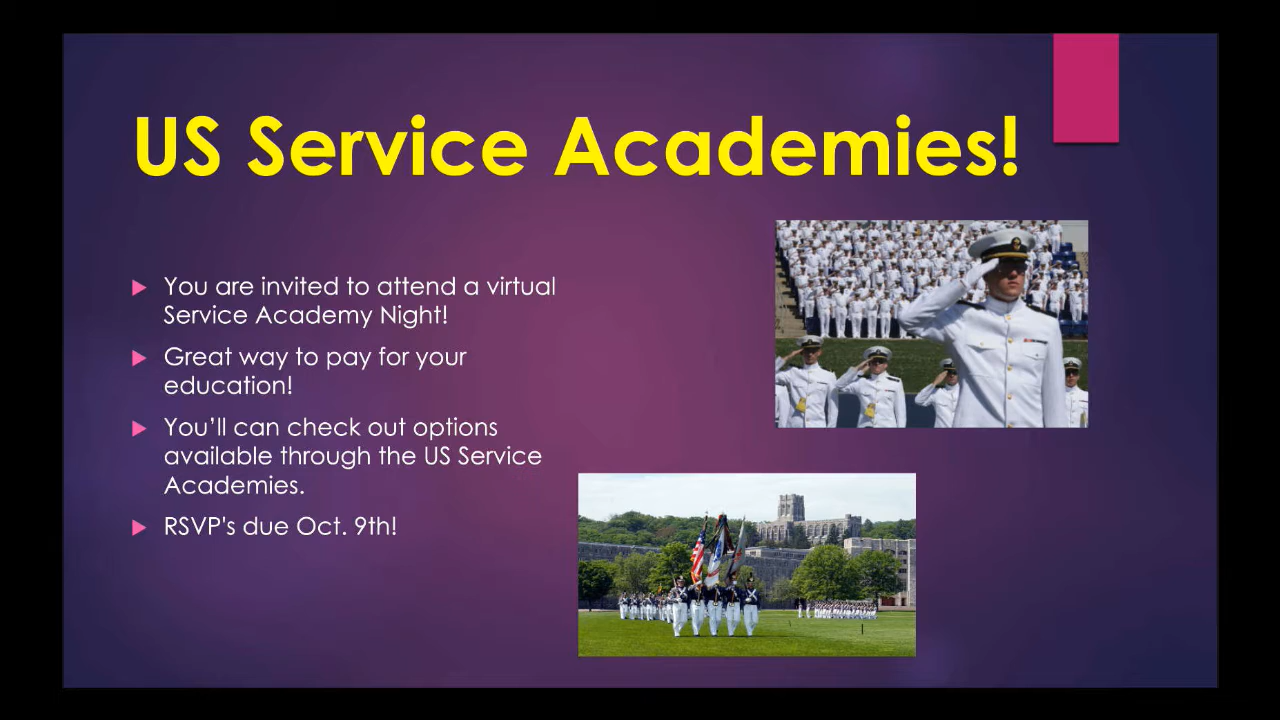 US Service Academies!
You are invited to attend a virtual
Service Academy Night!
Great way to pay for your
education!
You'll can check out options
available through the US Service
Academies.
RSVP's due Oct. 9th!